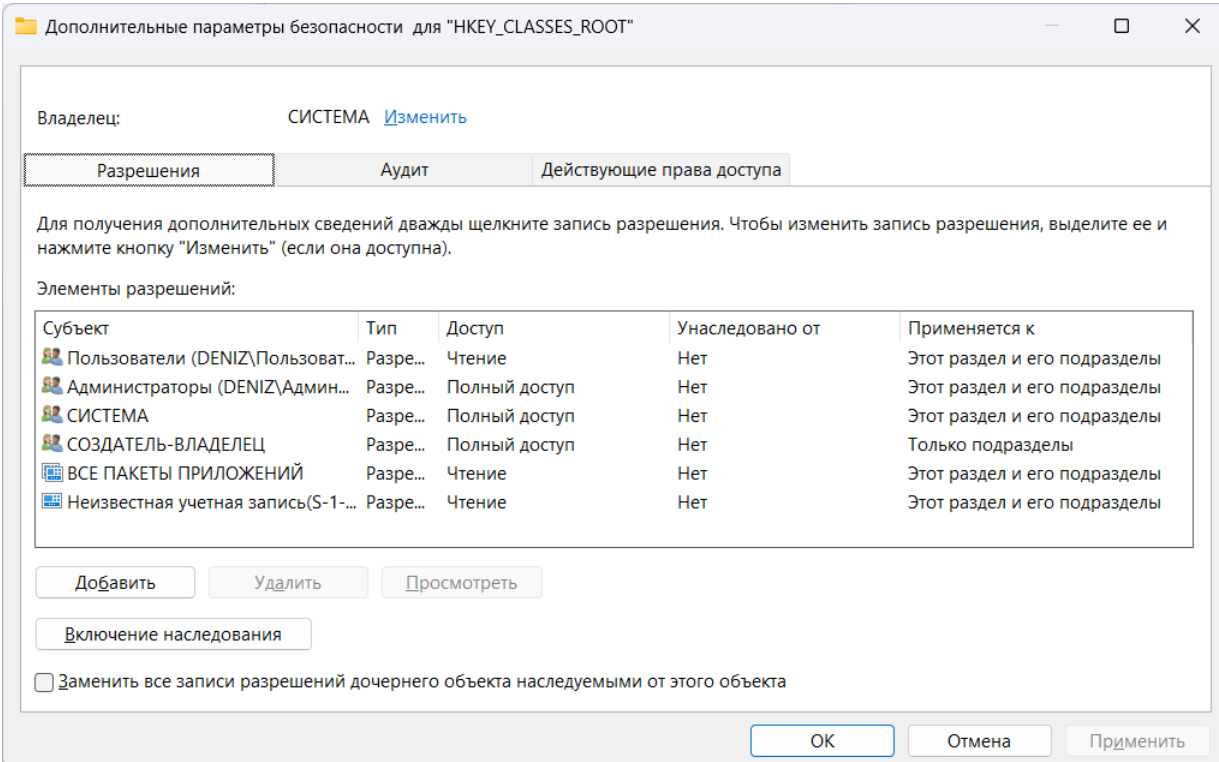 Дополнительные параметры безопасности для "HKEY_CLASSES_ROOT"
Владелец: СИСТЕМА Изменить
Разрешения Аудит Действующие права доступа
Для получения дополнительных сведений дважды щелкните запись разрешения. Чтобы изменить запись разрешения, выделите ее и
нажмите кнопку "Изменить" (если она доступна).
Элементы разрешений:
Субъект Тип Доступ Унаследовано от Применяется к
Пользователи (DENIZ\Пользоват... Разре... Чтение Нет Этот раздел и его подразделы
Администраторы (DENIZ\Админ... Разре... Полный доступ Нет Этот раздел и его подразделы
СИСТЕМА Разре... Полный доступ Нет Этот раздел и его подразделы
СОЗДАТЕЛЬ-ВЛАДЕЛЕЦ Разре... Полный доступ Нет Только подразделы
ВСЕ ПАКЕТЫ ПРИЛОЖЕНИЙ Разре... Чтение Нет Этот раздел и его подразделы
Неизвестная учетная запись(S-1-... Разре... Чтение Нет Этот раздел и его подразделы
Добавить Удалить Просмотреть
Включение наследования
Заменить все записи разрешений дочернего объекта наследуемыми от этого объекта
ОК Отмена Применить